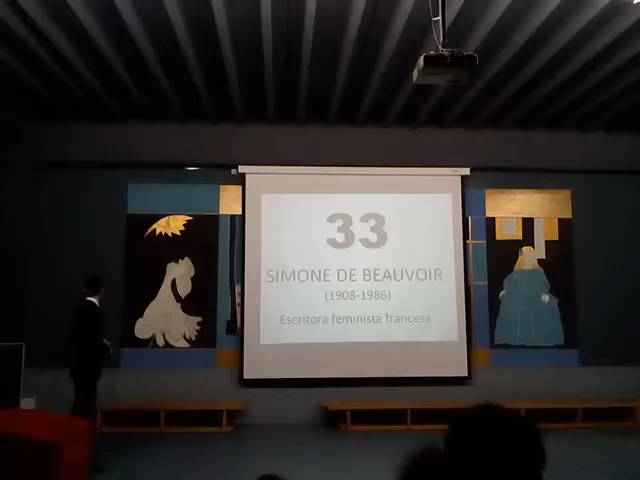 33
SIMONE DE BEAUVOIR
(1908-1986)
Escritora feminista francesa